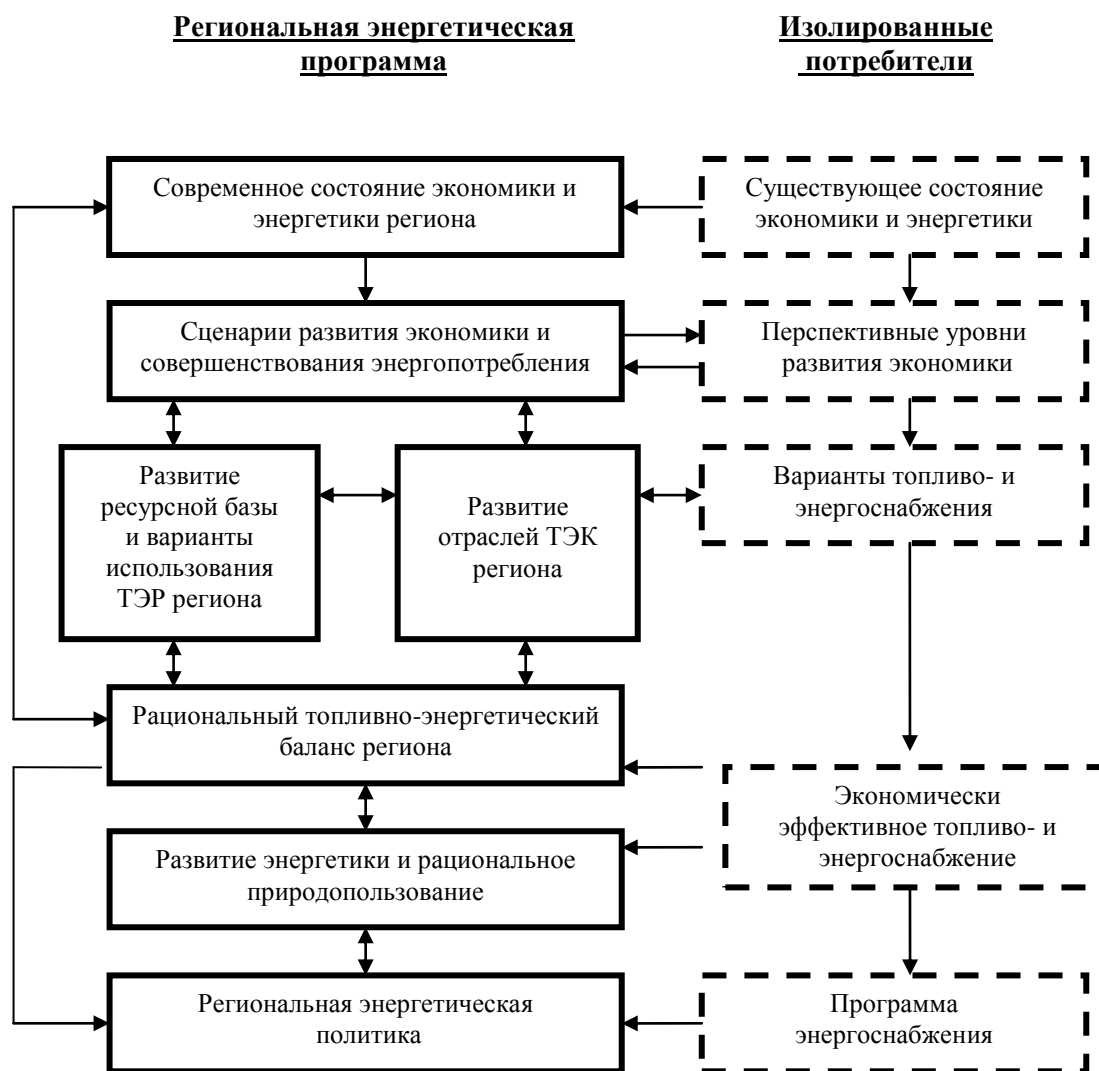 Региональная энергетическая
программа
Изолированные
потребители
Современное состояние экономики и
энергетики региона
Существующее состояние
экономики и энергетики
Сценарии развития экономики и
совершенствования энергопотребления
Перспективные уровни
развития экономики
Развитие
ресурсной базы
и варианты
использования
ТЭР региона
Развитие
отраслей ТЭК
региона
Варианты топливо- и
энергоснабжения
Рациональный топливно-энергетический
баланс региона
Экономически
эффективное топливо- и
энергоснабжение
Развитие энергетики и рациональное
природопользование
Региональная энергетическая
политика
Программа
энергоснабжения